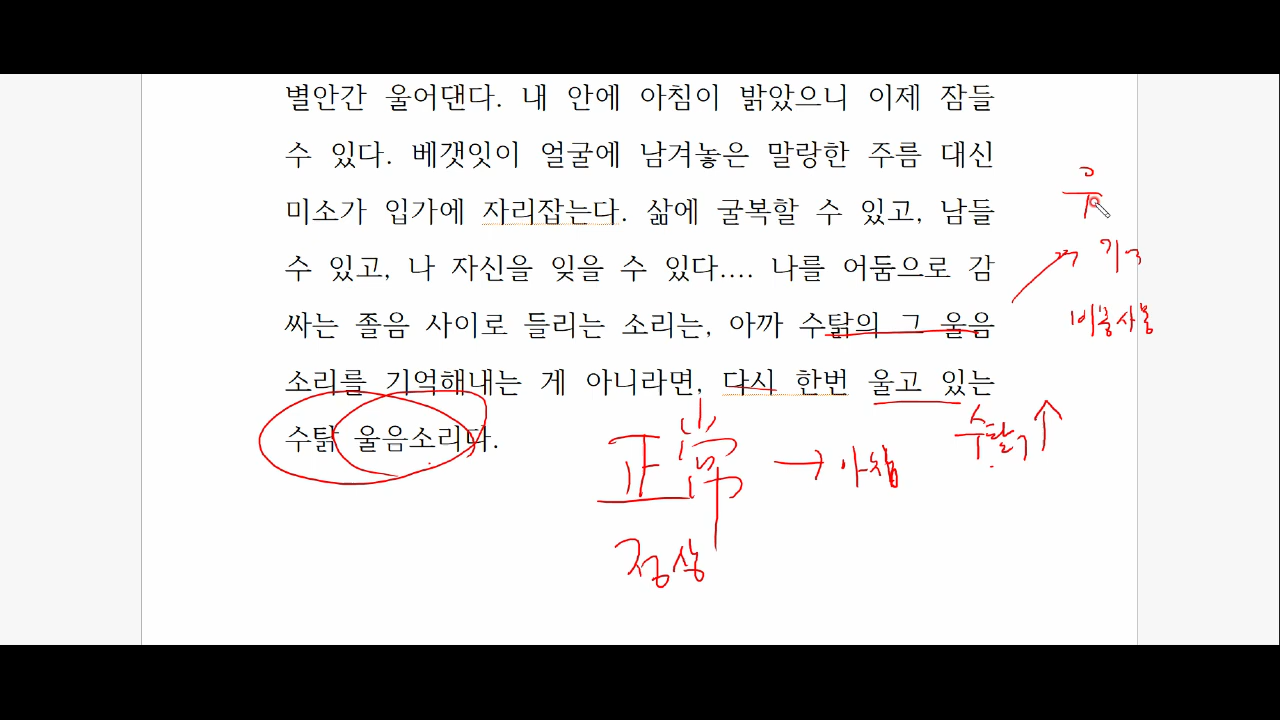 별안간 울어댄다. 내 안에 아침이 밝았으니 이제 잠들
수 있다. 베갯잇이 얼굴에 남겨놓은 말랑한 주름 대신
미소가 입가에 자리잡는다. 삶에 굴복할 수 있고, 남들
수 있고, 나 자신을 잊을 수 있다.... 나를 어둠으로 감
싸는 졸음 사이로 들리는 소리는, 아까 수탉의 그 울음
소리를 기억해내는 게 아니라면, 다시 한번 울고 있는
수탉 울음소리다.
正常
정상